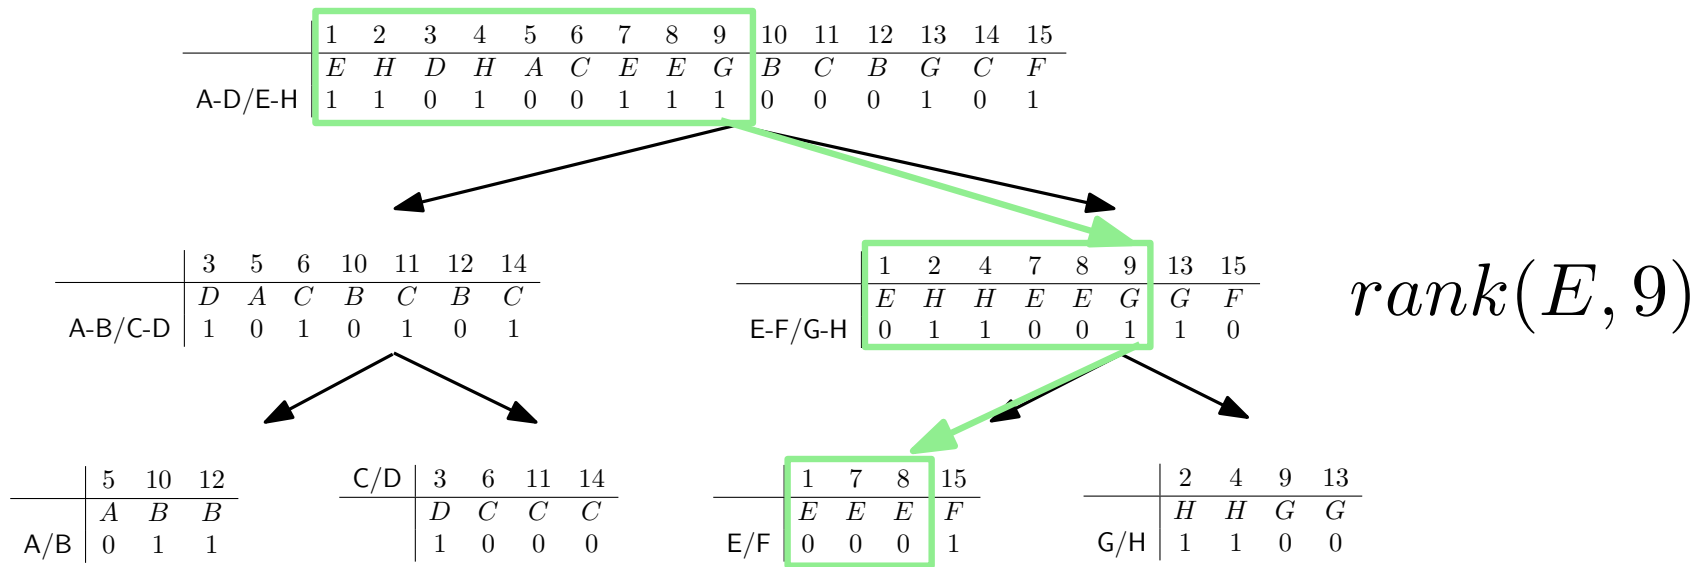 1 2 3 4 5 6 7 8 9 10 11 12 13 14 15
E H D H A C E E G B C B G C F
A-D/E-H 1 1 0 1 0 0 1 1 1 0 0 0 1 0 1
3 5 6 10 11 12 14
D A C B C B C
A-B/C-D 1 0 1 0 1 0 1
1 2 4 7 8 9 13 15
E H H E E G G F
E-F/G-H 0 1 1 0 0 1 1 0
rank(E, 9)
5 10 12
A B B
A/B 0 1 1
C/D 3 6 11 14
D C C C
1 0 0 0
1 7 8 15
E E E F
E/F 0 0 0 1
2 4 9 13
H H G G
G/H 1 1 0 0